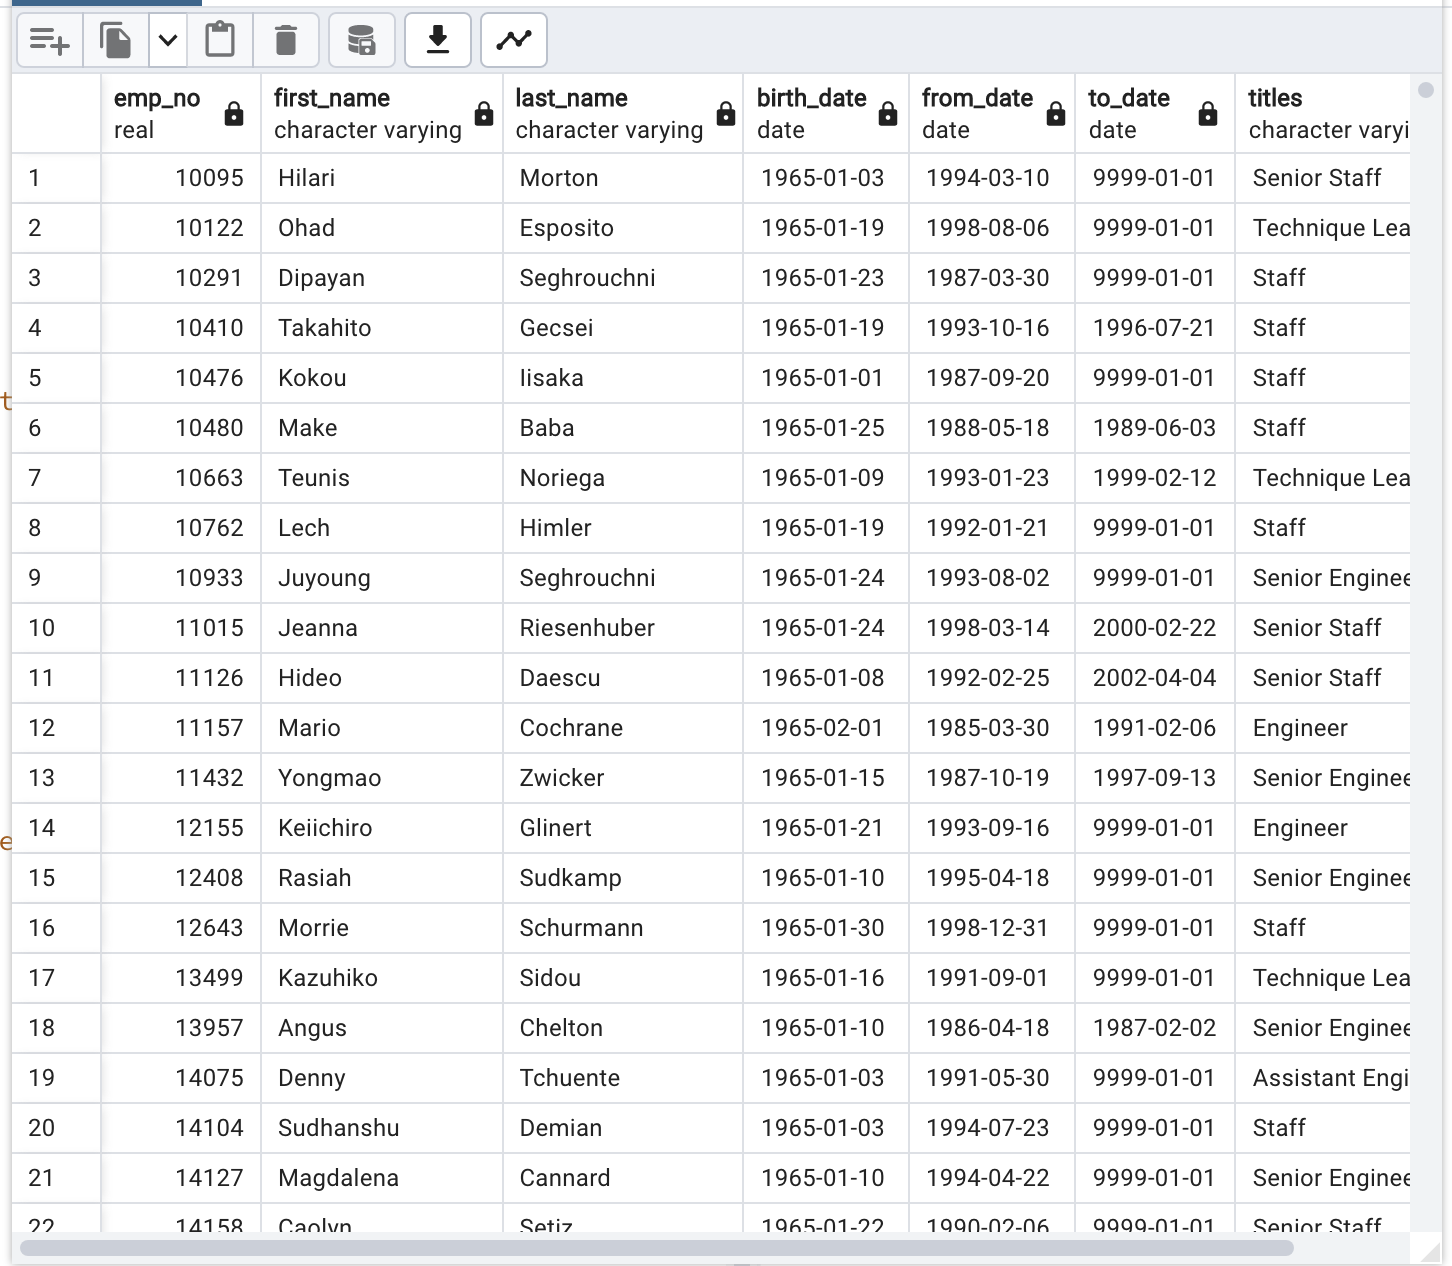 emp_no first_name last_name birth_date from_date to_date titles
real character varying character varying date date date character varyi
1 10095 Hilari Morton 1965-01-03 1994-03-10 9999-01-01 Senior Staff
2 10122 Ohad Esposito 1965-01-19 1998-08-06 9999-01-01 Technique Lea
3 10291 Dipayan Seghrouchni 1965-01-23 1987-03-30 9999-01-01 Staff
4 10410 Takahito Gecsei 1965-01-19 1993-10-16 1996-07-21 Staff
5 10476 Kokou Iisaka 1965-01-01 1987-09-20 9999-01-01 Staff
t
6 10480 Make Baba 1965-01-25 1988-05-18 1989-06-03 Staff
7 10663 Teunis Noriega 1965-01-09 1993-01-23 1999-02-12 Technique Lea
8 10762 Lech Himler 1965-01-19 1992-01-21 9999-01-01 Staff
9 10933 Juyoung Seghrouchni 1965-01-24 1993-08-02 9999-01-01 Senior Enginee
10 11015 Jeanna Riesenhuber 1965-01-24 1998-03-14 2000-02-22 Senior Staff
11 11126 Hideo Daescu 1965-01-08 1992-02-25 2002-04-04 Senior Staff
12 11157 Mario Cochrane 1965-02-01 1985-03-30 1991-02-06 Engineer
13 11432 Yongmao Zwicker 1965-01-15 1987-10-19 1997-09-13 Senior Enginee
14 12155 Keiichiro Glinert 1965-01-21 1993-09-16 9999-01-01 Engineer
e
15 12408 Rasiah Sudkamp 1965-01-10 1995-04-18 9999-01-01 Senior Enginee
16 12643 Morrie Schurmann 1965-01-30 1998-12-31 9999-01-01 Staff
17 13499 Kazuhiko Sidou 1965-01-16 1991-09-01 9999-01-01 Technique Lea
18 13957 Angus Chelton 1965-01-10 1986-04-18 1987-02-02 Senior Enginee
19 14075 Denny Tchuente 1965-01-03 1991-05-30 9999-01-01 Assistant Engi
20 14104 Sudhanshu Demian 1965-01-03 1994-07-23 9999-01-01 Staff
21 14127 Magdalena Cannard 1965-01-10 1994-04-22 9999-01-01 Senior Enginee
22 14158 Caolyn Setiz 1965-01-22 1990-02-06 9999-01-01 Senior Staff